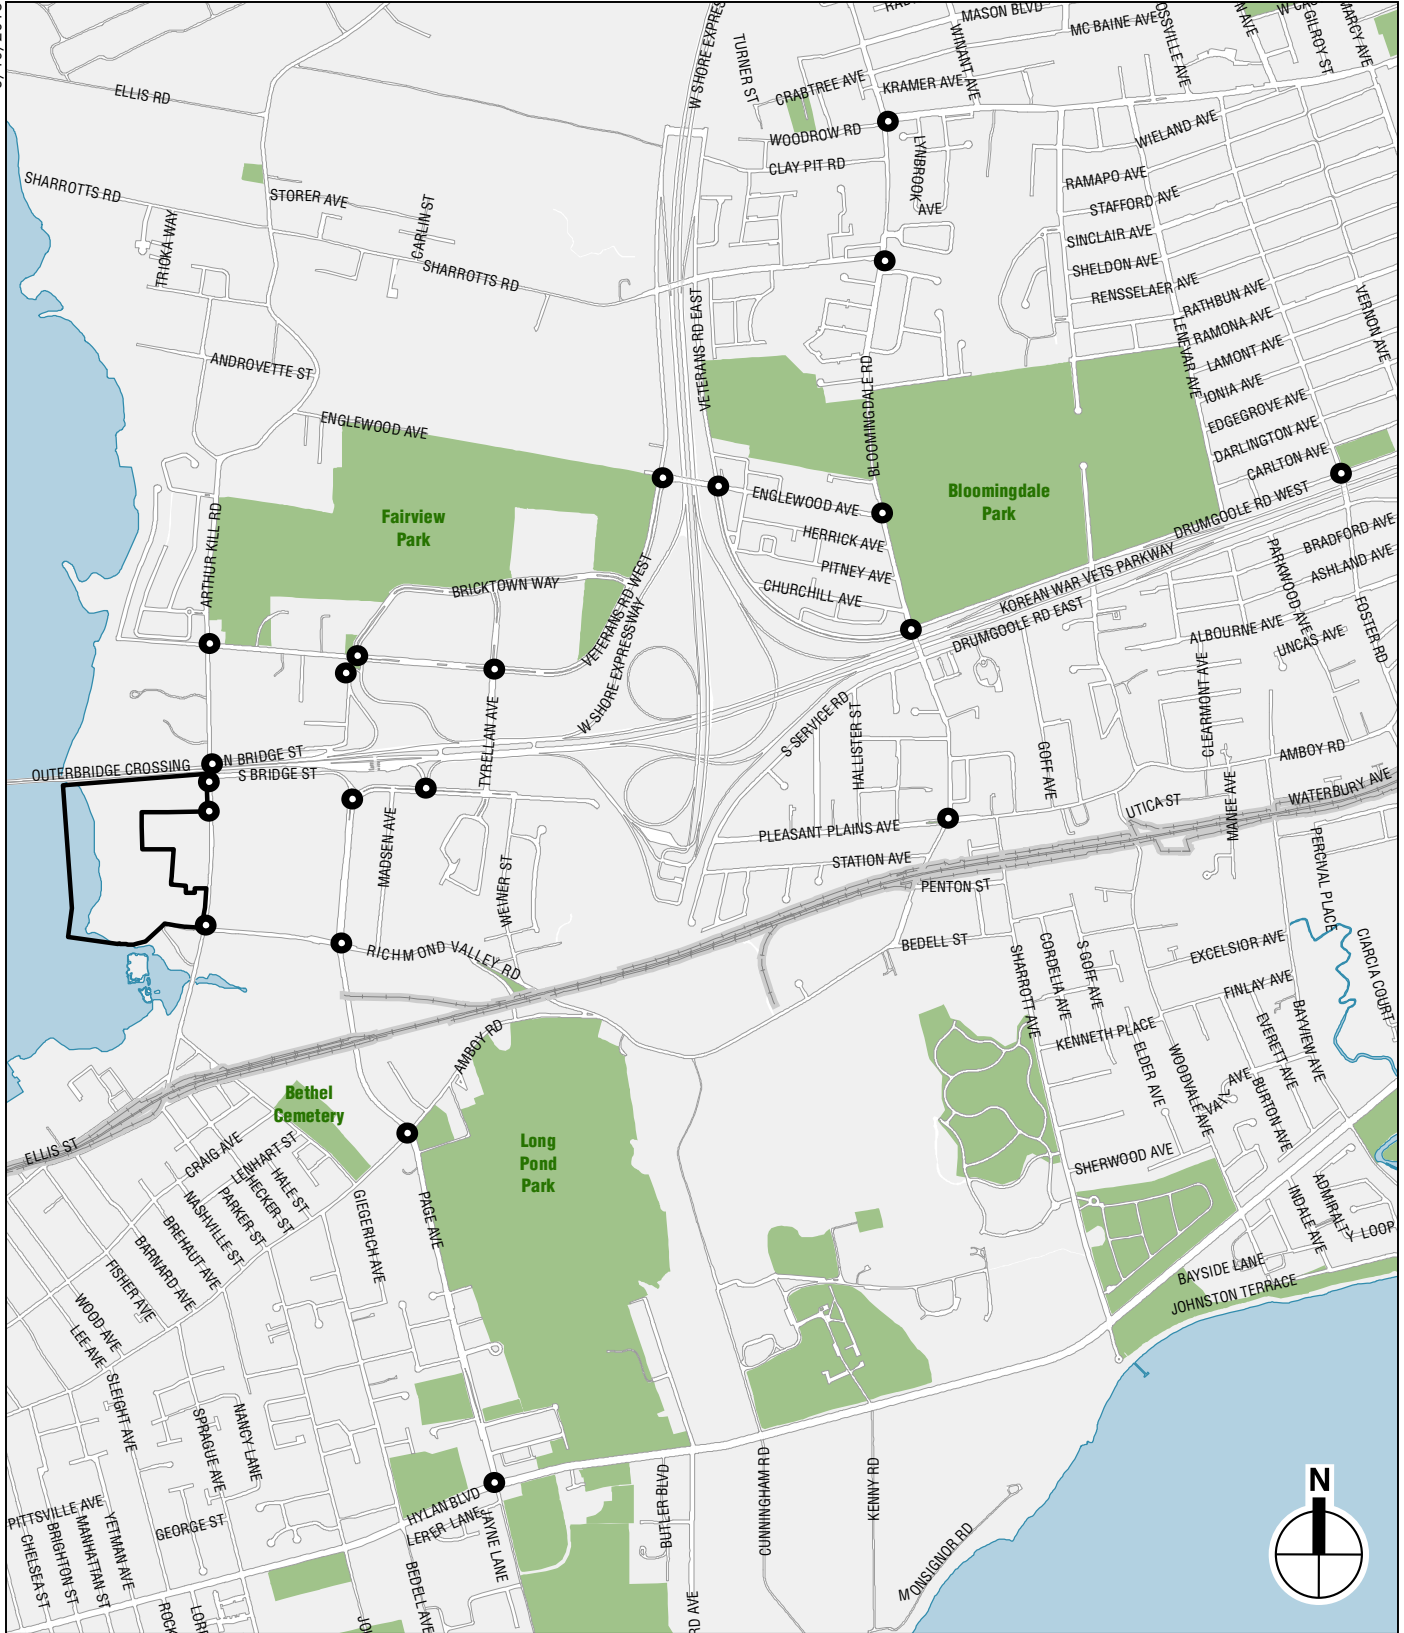 MASON BLVD
MC BAINE AVE
W SHORE EXPRES
TURNER ST
WINANT AVE
OSSVILLE AVE
N AVE
GILROY ST
MARCY AVE
ELLIS RD
CRABTREE AVE
KRAMER AVE
WOODROW RD
WIELAND AVE
CLAY PIT RD
LYNBROOK
AVE
RAMAPO AVE
STAFFORD AVE
SHARROTTS RD
STORER AVE
CARLIN ST
TRICKA WAY
SINCLAIR AVE
SHELDON AVE
SHARROTTS RD
RENSSELAER AVE
RATHBUN AVE
VERNON AVE
VETERANS RD EAST
RAMONA AVE
LENEVAR AVE
LAMONT AVE
ANDROVETTE ST
BLOOMINGDALE RD
IONIA AVE
EDGEGROVE AVE
ENGLEWOOD AVE
DARLINGTON AVE
CARLTON AVE
ENGLEWOOD AVE
Bloomingdale
Park
DRUMGOOLE RD WEST
Fairview
Park
HERRICK AVE
BRADFORD AVE
ARTHUR KILL RD
PITNEY AVE
KOREAN WAR VETS PARKWAY
PARKWOOD AVE
ASHLAND AVE
BRICKTOWN WAY
CHURCHILL AVE
VETERANS RD WEST
DRUMGOOLE RD EAST
ALBOURNE AVE
UNCAS AVE
FOSTER RD
W SHORE EXPRESSWAY
CLEARMONT AVE
S SERVICE RD
HALLISTER ST
GOFF AVE
AMBOY RD
TYRELLAN AVE
N BRIDGE ST
OUTERBRIDGE CROSSING
S BRIDGE ST
WATERBURY AVE
UTICA ST
MANEE AVE
PLEASANT PLAINS AVE
MADSEN AVE
STATION AVE
PERCIVAL PLACE
PENTON ST
WEINER ST
RICHMOND VALLEY RD
BEDELL ST
SHARROTT AVE
CORDELIA AVE
S GOFF AVE
EXCELSIOR AVE
CIARCIA COURT
FINLAY AVE
BAYVIEW AVE
AMBOY RD
KENNETH PLACE
EVERETT AVE
ELDER AVE
WOODVALE AVE
VAIL AVE
BURTON AVE
Bethel
Cemetery
ELLIS ST
CRAIG AVE
LENHART ST
Long
Pond
Park
SHERWOOD AVE
HALE ST
HECKER ST
PARKER ST
NASHVILLE ST
GIEGERICH AVE
PAGE AVE
ADMIRALTY LOOP
INDALE AVE
BREHAUT AVE
BARNARD AVE
FISHER AVE
BAYSIDE LANE
JOHNSTON TERRACE
WOOD AVE
LEE AVE
SLEIGHT AVE
SPRAGUE AVE
NANCY LANE
BUTLER BLVD
CUNNINGHAM RD
KENNY RD
N
HYLAN BLVD
LERER LANE
JAYNE LANE
PITTSVILLE AVE
GEORGE ST
YETMAN AVE
MANHATTAN ST
BRIGHTON ST
CHELSEA ST
BEDELL AVE
MONSIGNOR RD
RD AVE
ROCK